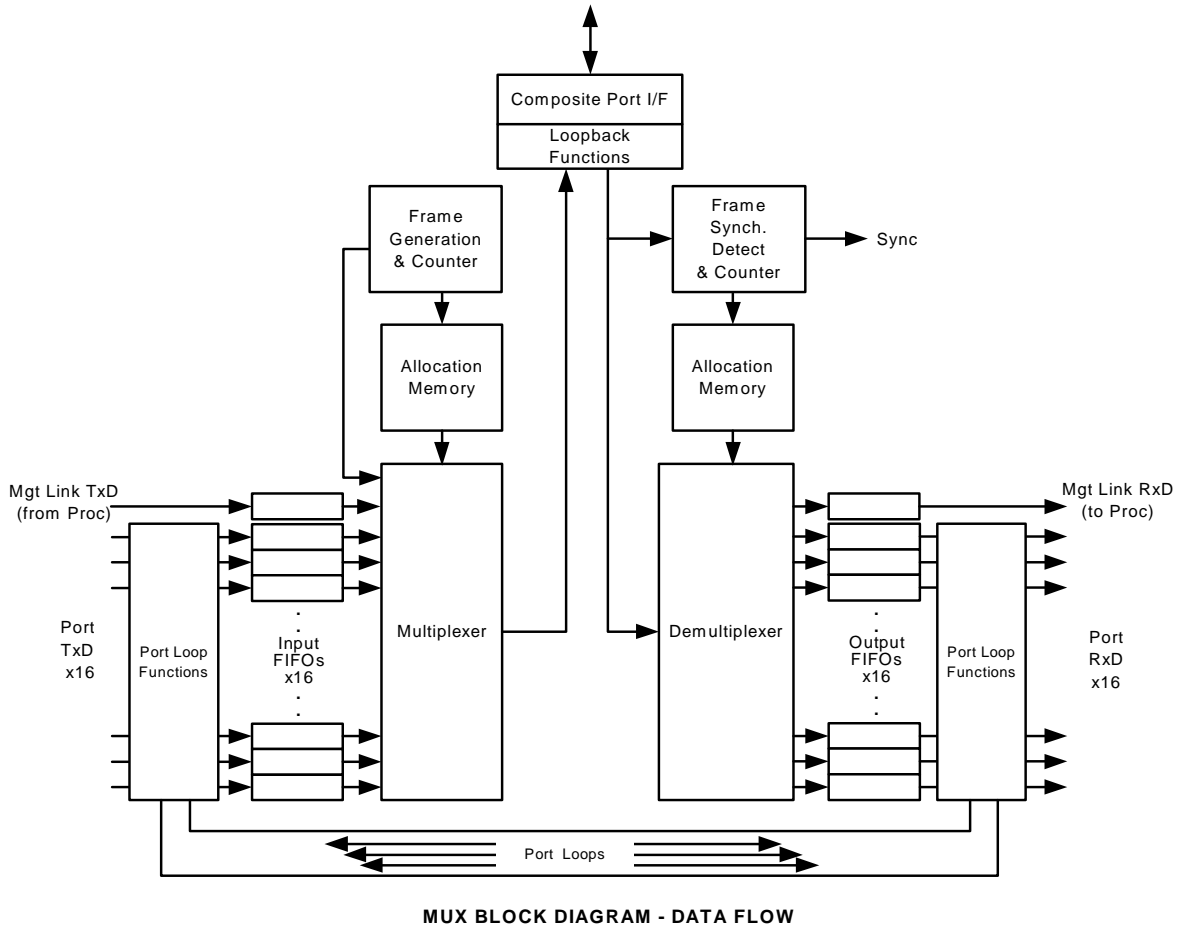 Composite Port I/F
Loopback
Functions
Frame
Generation
& Counter
Frame
Synch.
Detect
& Counter
Sync
Allocation
Memory
Allocation
Memory
Mgt Link TxD
(from Proc)
Mgt Link RxD
(to Proc)
Port
TxD
x16
Port Loop
Functions
Input
FIFOs
x16
Multiplexer
Demultiplexer
Output
FIFOs
x16
Port Loop
Functions
Port
RxD
x16
Port Loops
MUX BLOCK DIAGRAM - DATA FLOW